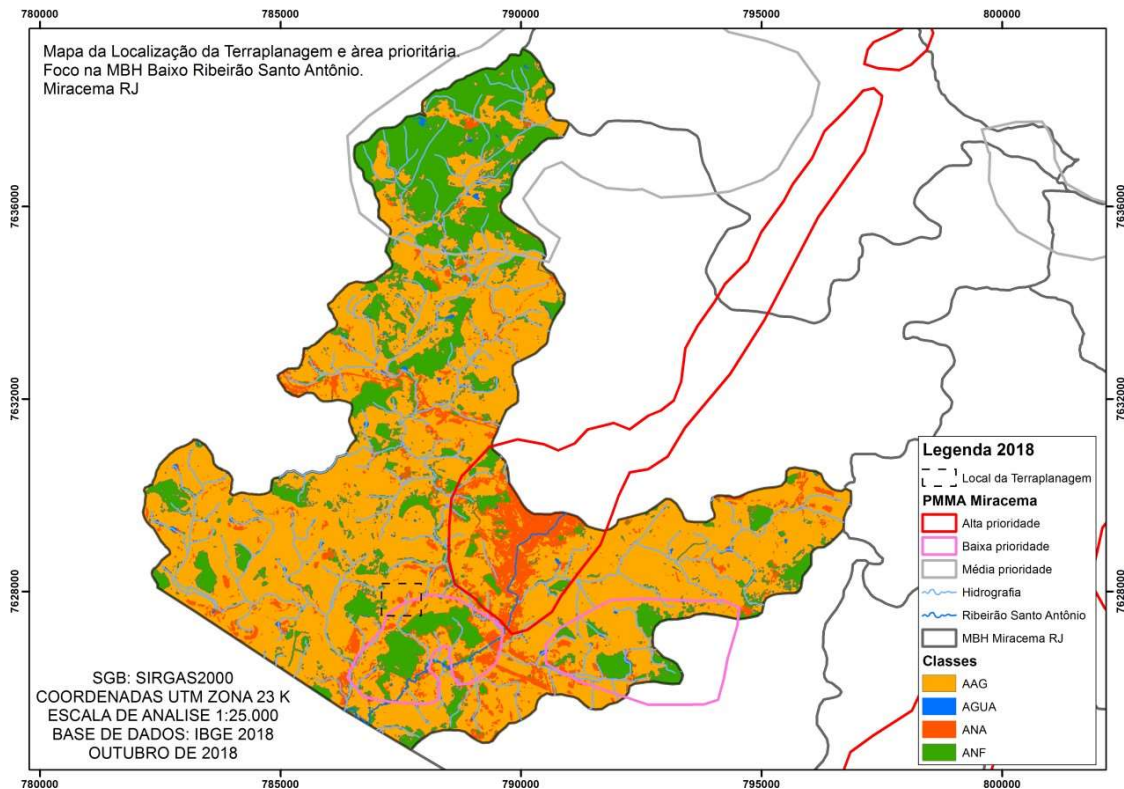 780000 785000 790000 795000 800000
Mapa da Localização da Terraplanagem e àrea prioritária.
Foco na MBH Baixo Ribeirão Santo Antônio.
Miracema RJ
7636000 7636000
7632000 7632000
7628000 7628000
Legenda 2018
Local da Terraplanagem
PMMA Miracema
Alta prioridade
Baixa prioridade
Média prioridade
Hidrografia
Ribeirão Santo Antônio
MBH Miracema RJ
Classes
AAG
AGUA
ANA
ANF
SGB: SIRGAS2000
COORDENADAS UTM ZONA 23 K
ESCALA DE ANALISE 1:25.000
BASE DE DADOS: IBGE 2018
OUTUBRO DE 2018
780000 785000 790000 795000 800000